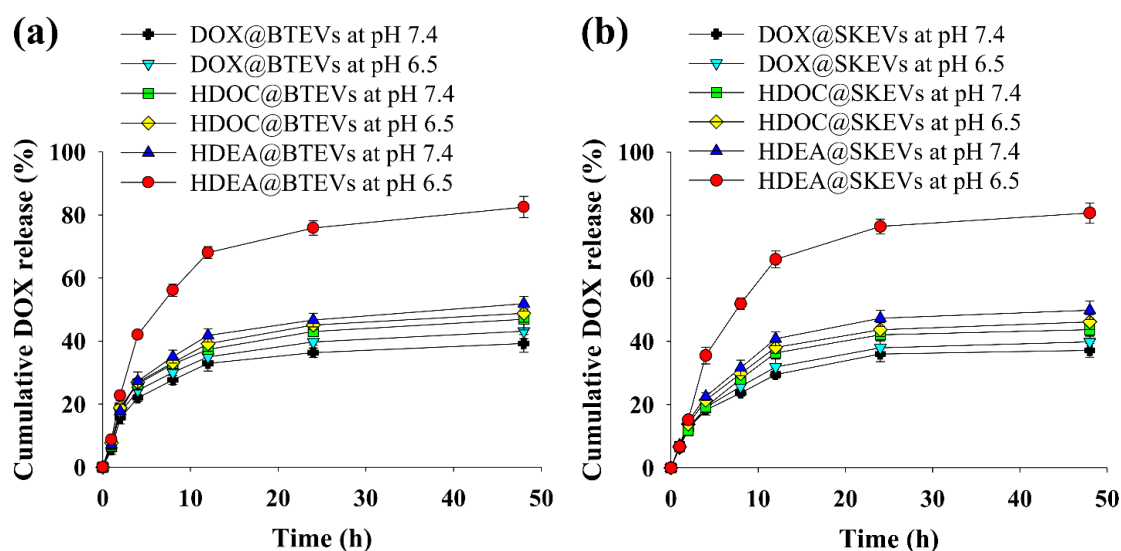 (a)
DOX@BTEVs at pH 7.4
DOX@BTEVs at pH 6.5
HDOC@BTEVs at pH 7.4
HDOC@BTEVs at pH 6.5
HDEA@BTEVs at pH 7.4
HDEA@BTEVs at pH 6.5
Cumulative DOX release (%)
100
80
60
40
20
0
0 10 20 30 40 50
Time (h)
(b)
DOX@SKEVs at pH 7.4
DOX@SKEVs at pH 6.5
HDOC@SKEVs at pH 7.4
HDOC@SKEVs at pH 6.5
HDEA@SKEVs at pH 7.4
HDEA@SKEVs at pH 6.5
Cumulative DOX release (%)
100
80
60
40
20
0
0 10 20 30 40 50
Time (h)